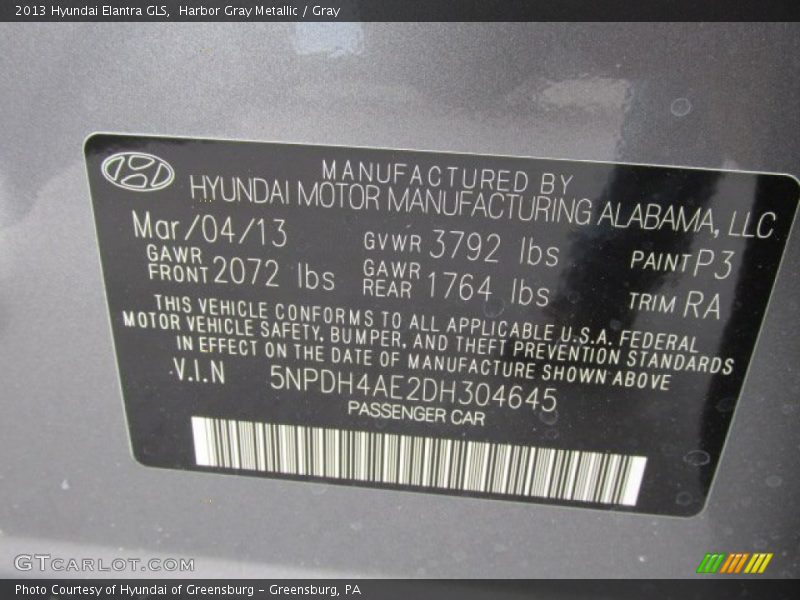 2013 Hyundai Elantra GLS,  Harbor Gray Metallic / Gray
MANUFACTURED BY
HYUNDAI MOTOR MANUFACTURING ALABAMA, LLC
Mar/04/13 GVWR 3792 lbs PAINT P3
GAWR FRONT 2072 lbs GAWR REAR 1764 lbs TRIM RA
THIS VEHICLE CONFORMS TO ALL APPLICABLE U.S.A. FEDERAL
MOTOR VEHICLE SAFETY, BUMPER, AND THEFT PREVENTION STANDARDS
IN EFFECT ON THE DATE OF MANUFACTURE SHOWN ABOVE
.V.I.N 5NPDH4AE2DH304645
PASSENGER CAR
GTCARLOT.COM
Photo Courtesy of Hyundai of Greensburg - Greensburg, PA